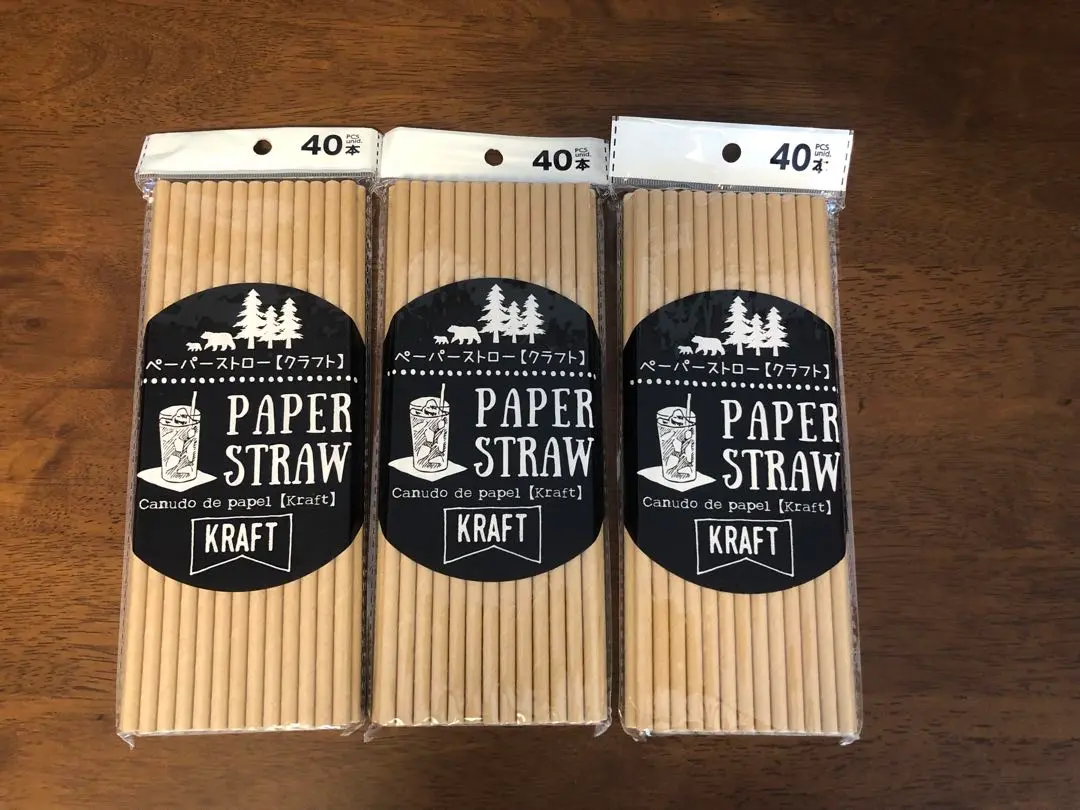 40 PCS unid. 本
ペーパーストロー【クラフト】
PAPER
STRAW
Canudo de papel【Kraft】
KRAFT
40 PCS unid. 本
ペーパーストロー【クラフト】
PAPER
STRAW
Canudo de papel【Kraft】
KRAFT
40 PCS unid. 本
ペーパーストロー【クラフト】
PAPER
STRAW
Canudo de papel【Kraft】
KRAFT